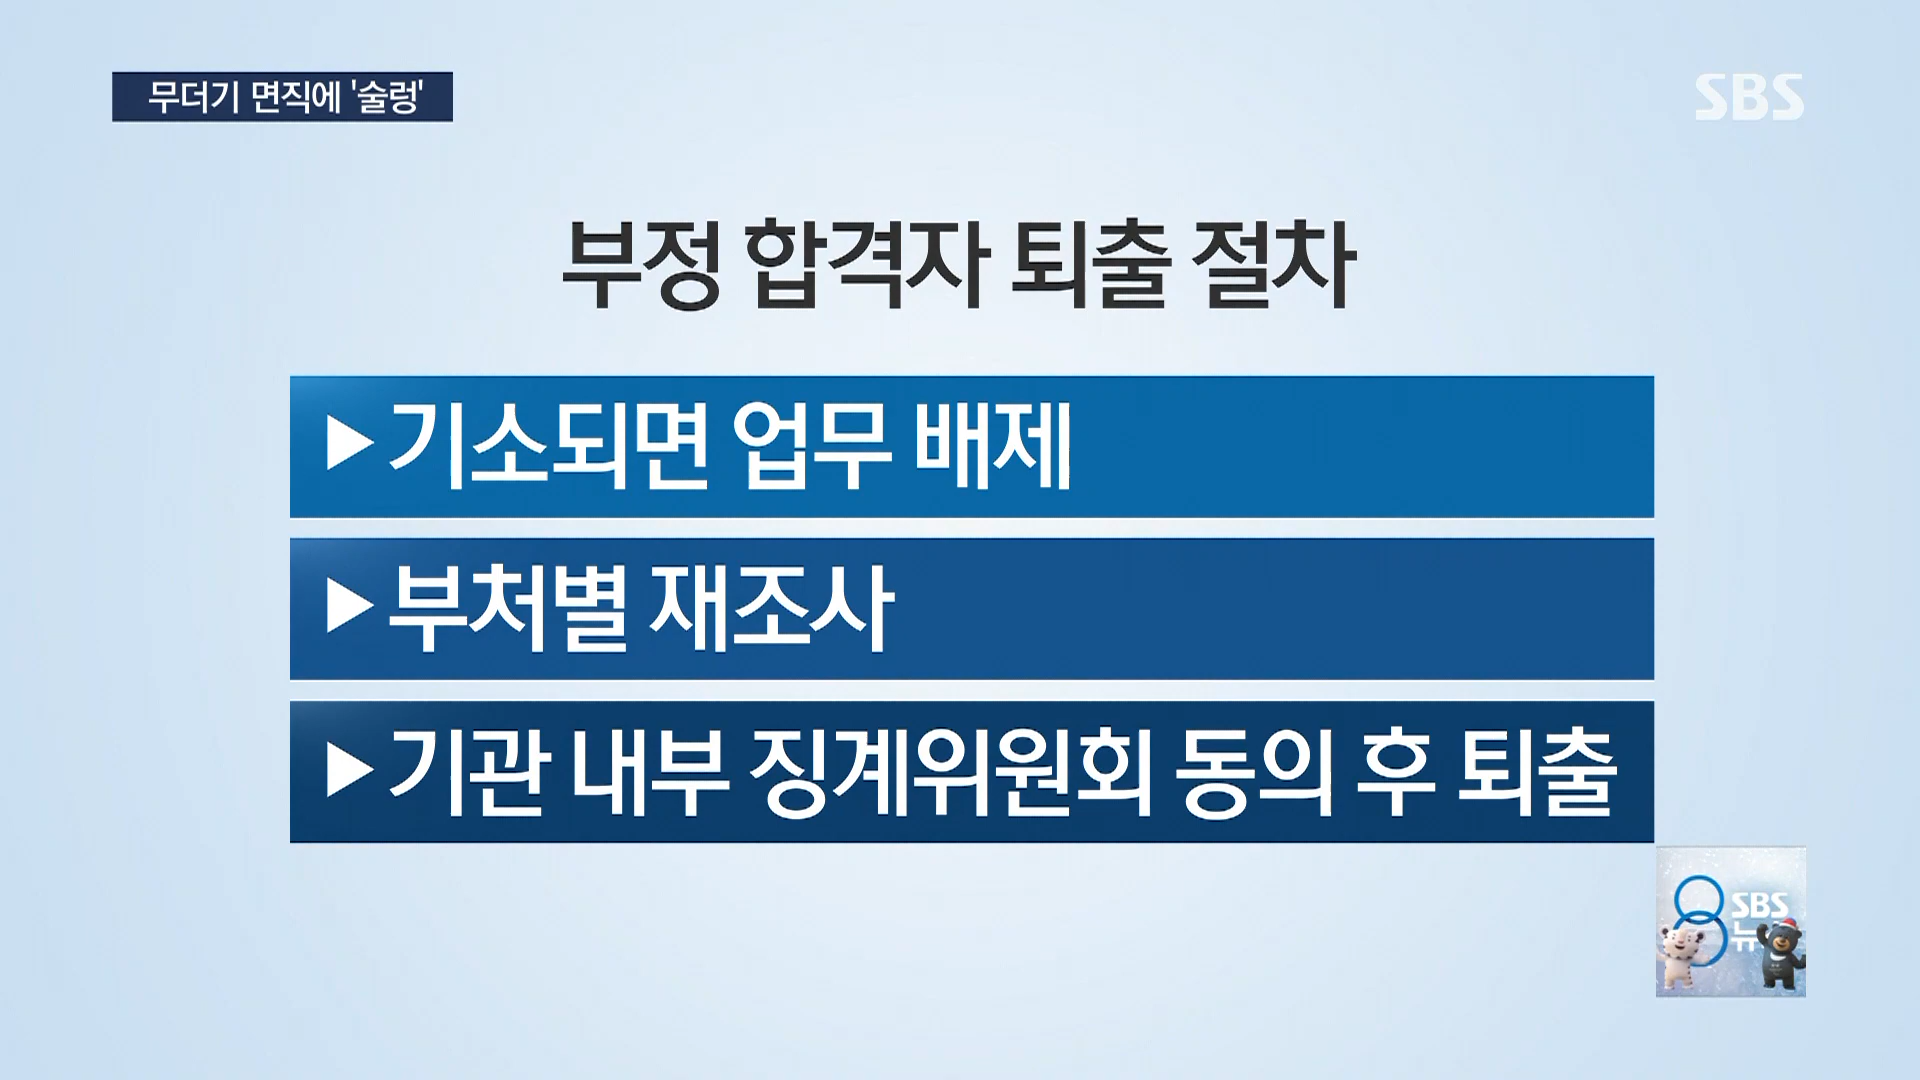 무더기 면직에 '술렁'
SBS
부정 합격자 퇴출 절차
▶기소되면 업무 배제
▶부처별 재조사
▶기관 내부 징계위원회 동의 후 퇴출
8
SBS
뉴